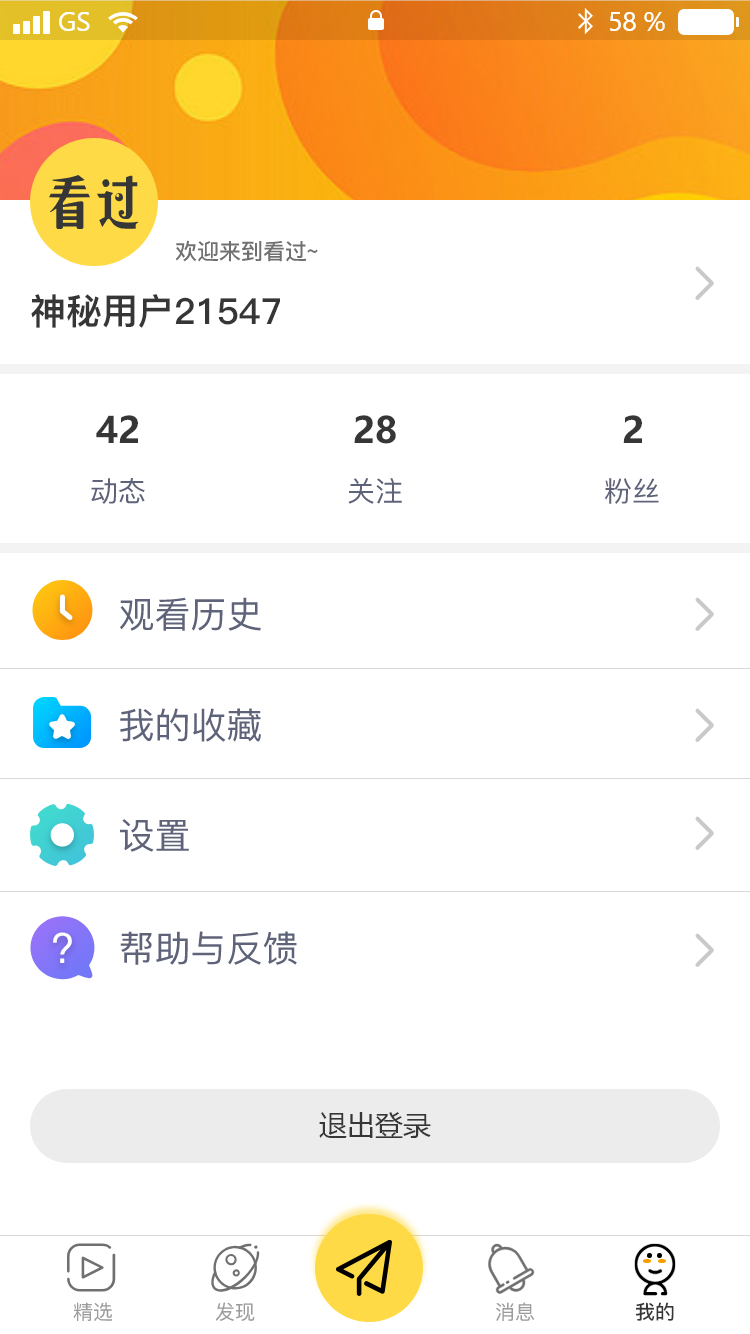 GS 58 %
看过
欢迎来到看过~
神秘用户21547
42 28 2
动态 关注 粉丝
观看历史
我的收藏
设置
?
帮助与反馈
退出登录
精选 发现 消息 我的